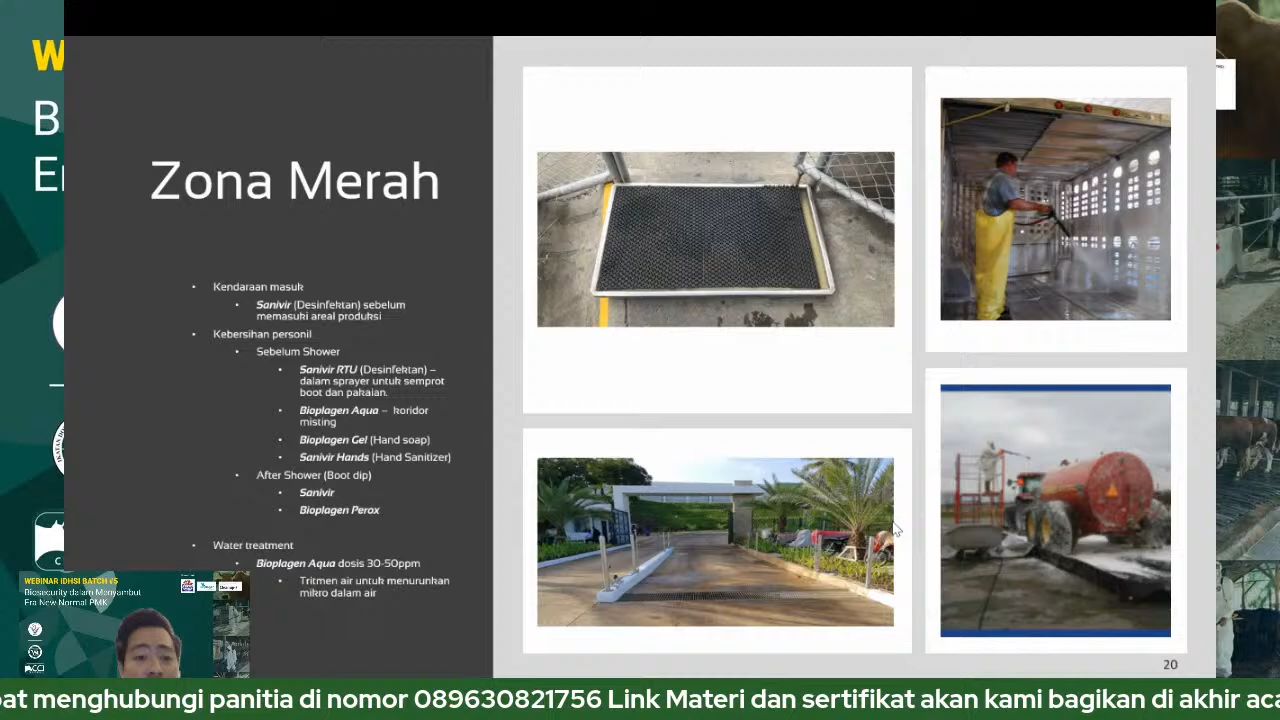 W
B
Er
Zona Merah
• Kendaraan masuk
• Sanivir (Desinfektan) sebelum
memasuki areal produksi
• Kebersihan personil
• Sebelum Shower
• Sanivir RTU (Desinfektan) –
dalam sprayer untuk semprot
boot dan pakaian.
• Bioplagen Aqua – koridor
misting
• Bioplagen Gel (Hand soap)
• Sanivir Hands (Hand Sanitizer)
• After Shower (Boot dip)
• Sanivir
• Bioplagen Perox
• Water treatment
• Bioplagen Aqua dosis 30-50ppm
• Tritmen air untuk menurunkan
mikro dalam air
20
WEBINAR IDHSI BATCH #5
Biosecurity dalam Menyambut
Era New Normal PMK
pat menghubungi panitia di nomor 089630821756 Link Materi dan sertifikat akan kami bagikan di akhir aca